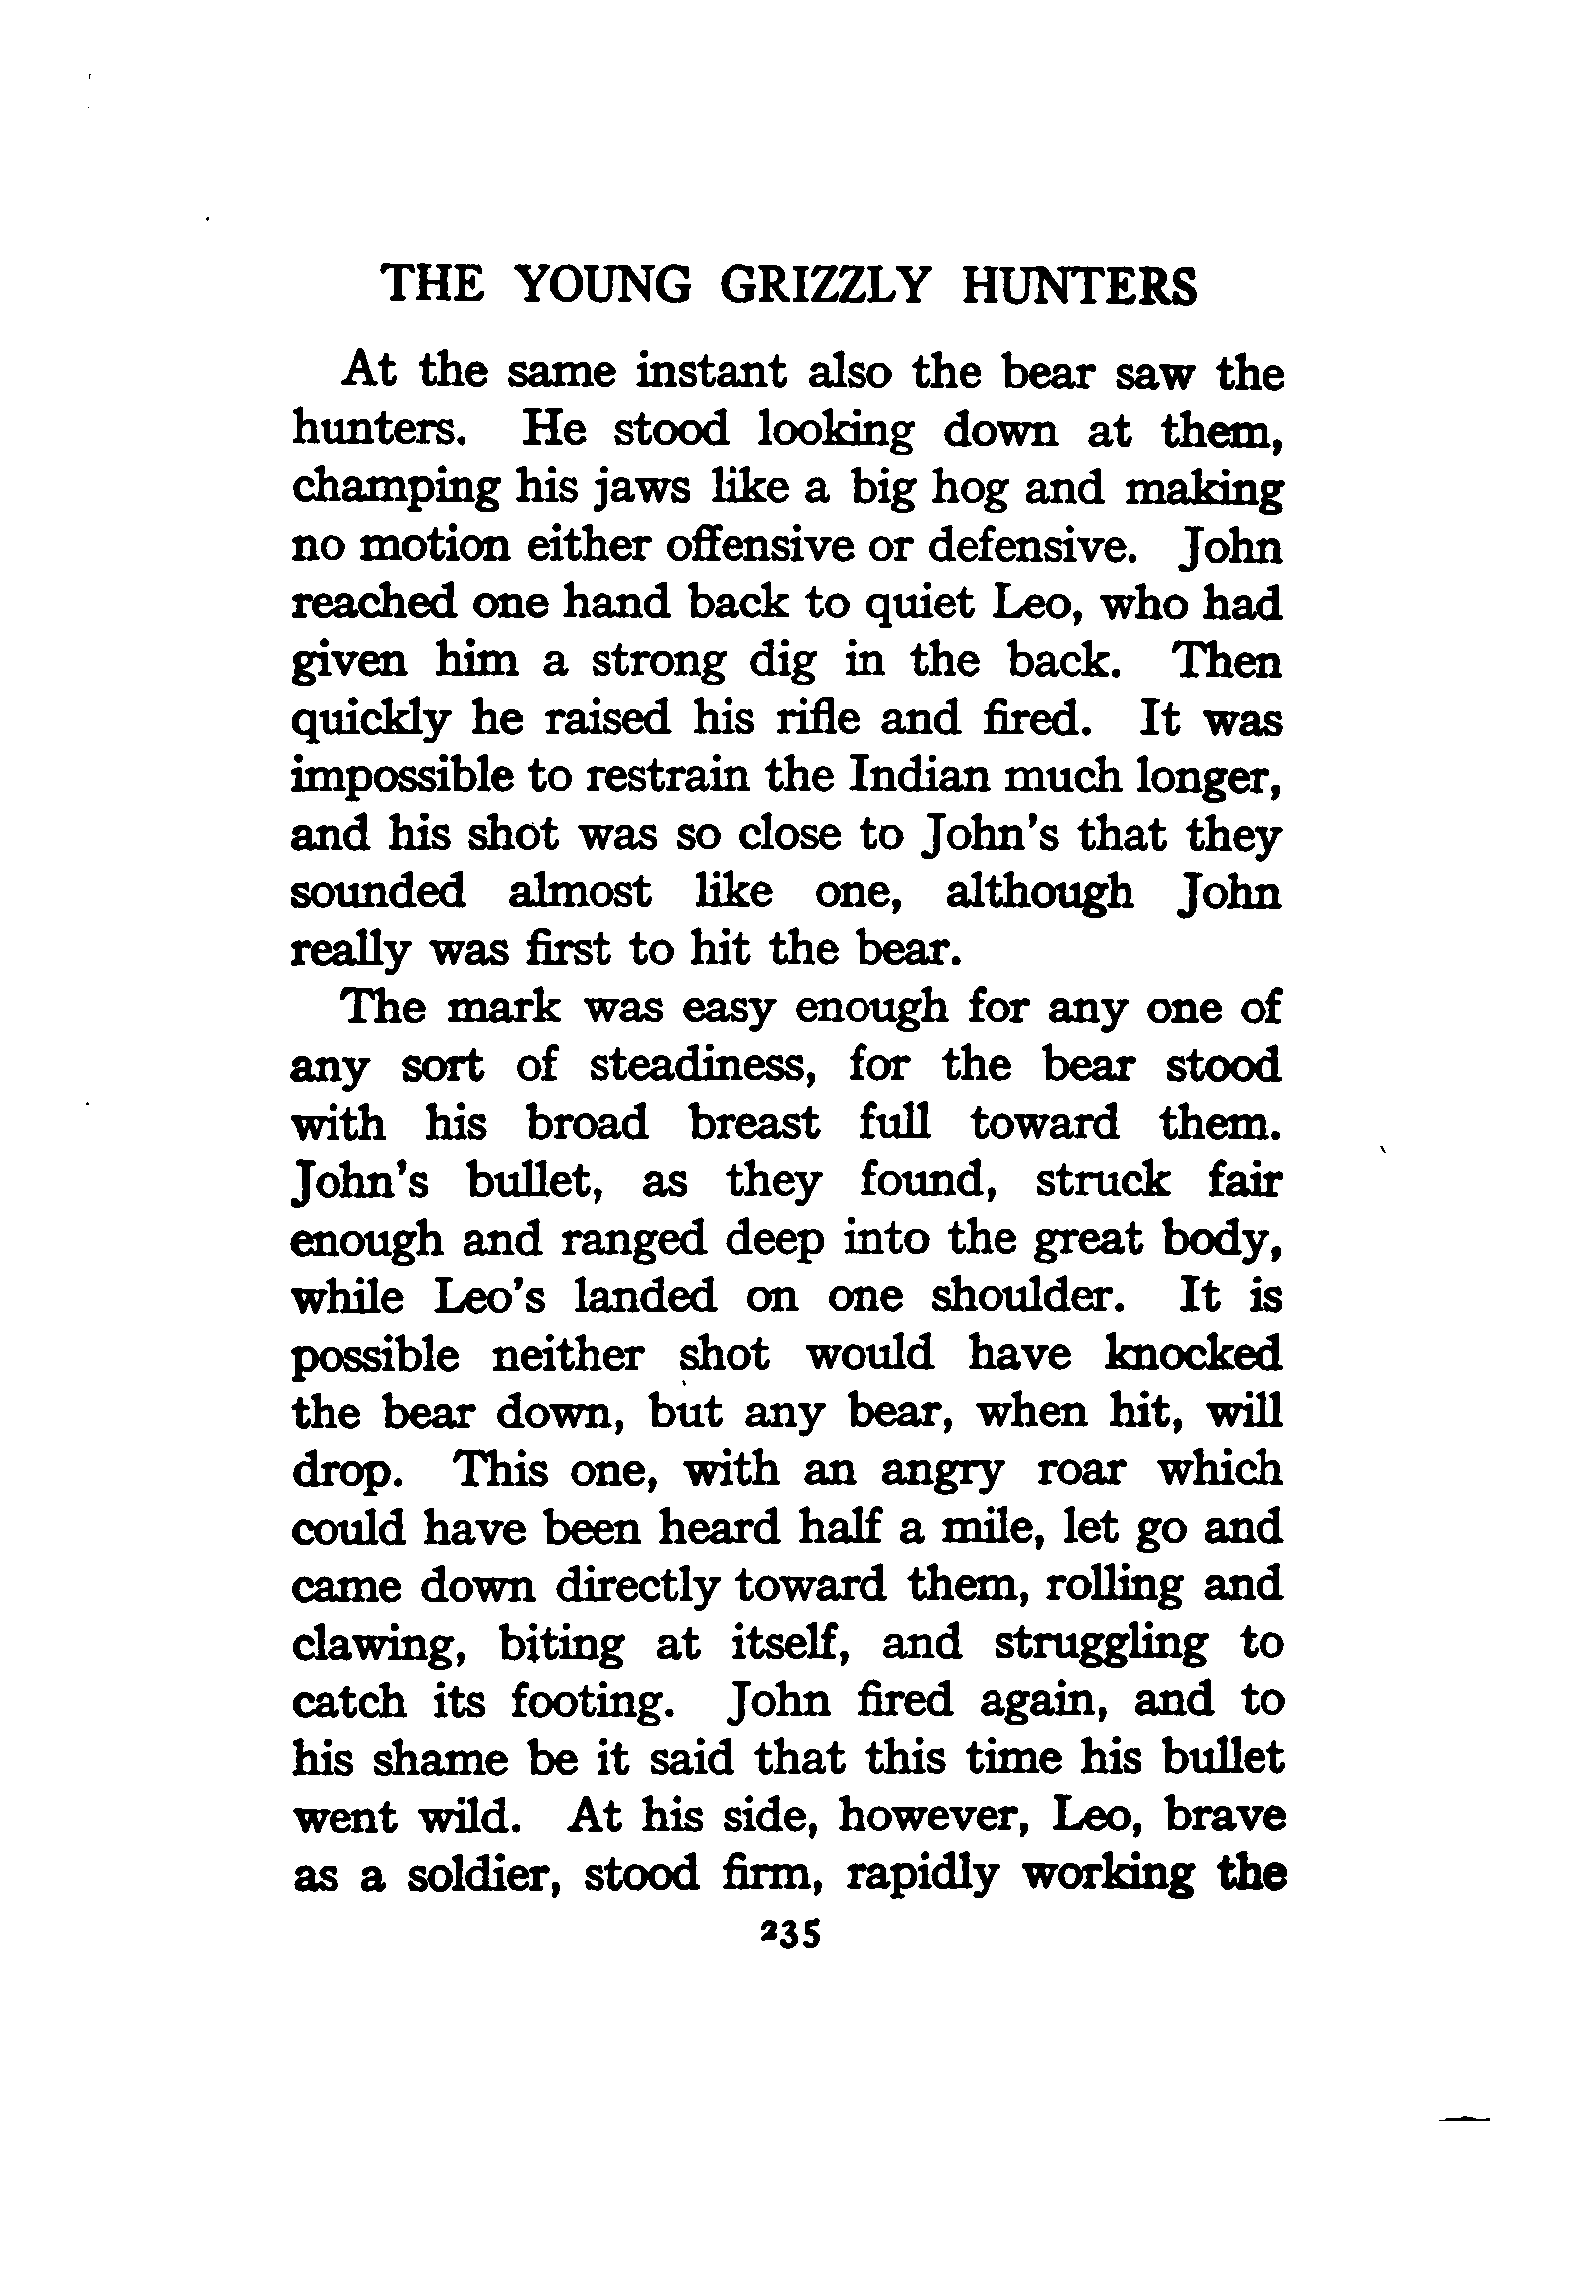 THE YOUNG GRIZZLY HUNTERS
At the same instant also the bear saw the
hunters. He stood looking down at them,
champing his jaws like a big hog and making
no motion either offensive or defensive. John
reached one hand back to quiet Leo, who had
given him a strong dig in the back. Then
quickly he raised his rifle and fired. It was
impossible to restrain the Indian much longer,
and his shot was so close to John's that they
sounded almost like one, although John
really was first to hit the bear.
The mark was easy enough for any one of
any sort of steadiness, for the bear stood
with his broad breast full toward them.
John's bullet, as they found, struck fair
enough and ranged deep into the great body,
while Leo's landed on one shoulder. It is
possible neither shot would have knocked
the bear down, but any bear, when hit, will
drop. This one, with an angry roar which
could have been heard half a mile, let go and
came down directly toward them, rolling and
clawing, biting at itself, and struggling to
catch its footing. John fired again, and to
his shame be it said that this time his bullet
went wild. At his side, however, Leo, brave
as a soldier, stood firm, rapidly working the
235